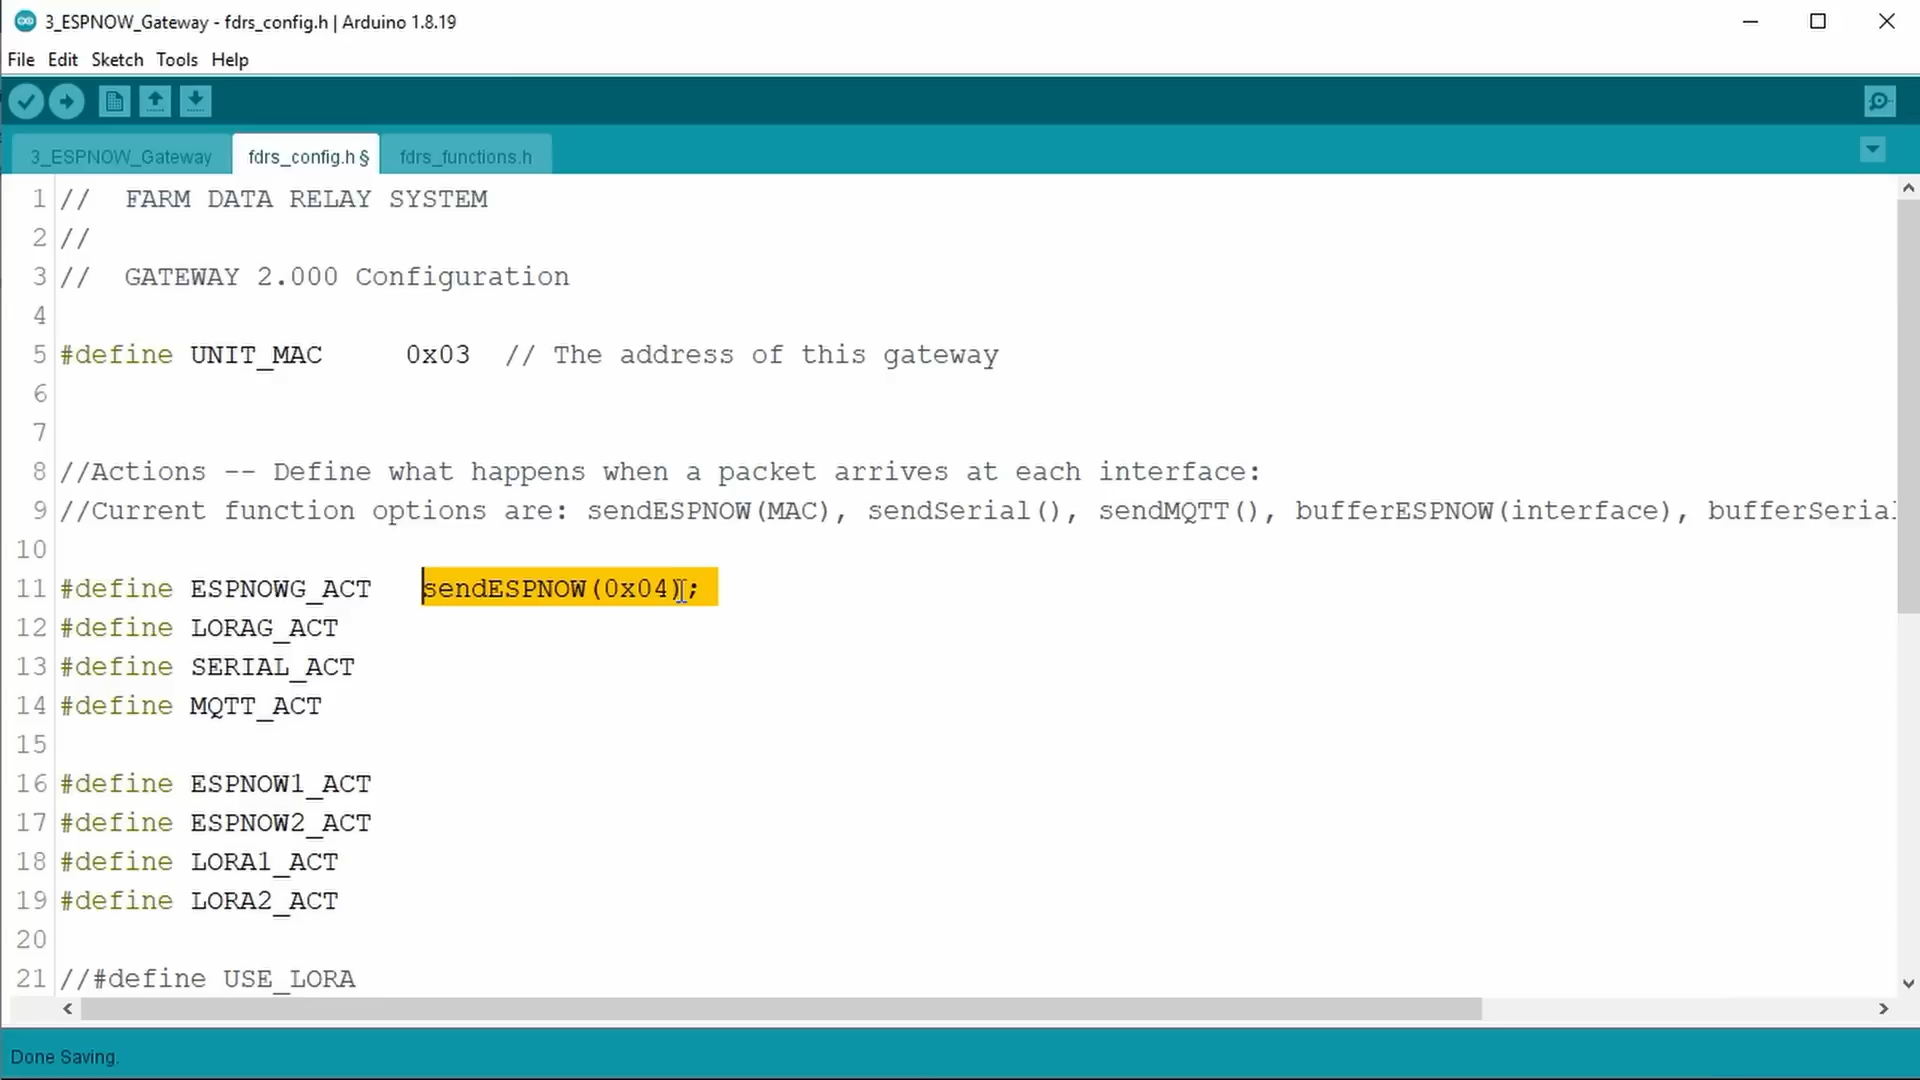 3_ESPNOW_Gateway - fdrs_config.h | Arduino 1.8.19
File Edit Sketch Tools Help
3_ESPNOW_Gateway fdrs_config.h § fdrs_functions.h
1 // FARM DATA RELAY SYSTEM
2 //
3 // GATEWAY 2.000 Configuration
4
5 #define UNIT_MAC 0x03 // The address of this gateway
6
7
8 //Actions -- Define what happens when a packet arrives at each interface:
9 //Current function options are: sendESPNOW(MAC), sendSerial(), sendMQTT(), bufferESPNOW(interface), bufferSerial
10
11 #define ESPNOWG_ACT sendESPNOW(0x04);
12 #define LORAG_ACT
13 #define SERIAL_ACT
14 #define MQTT_ACT
15
16 #define ESPNOW1_ACT
17 #define ESPNOW2_ACT
18 #define LORA1_ACT
19 #define LORA2_ACT
20
21 //#define USE_LORA
Done Saving.